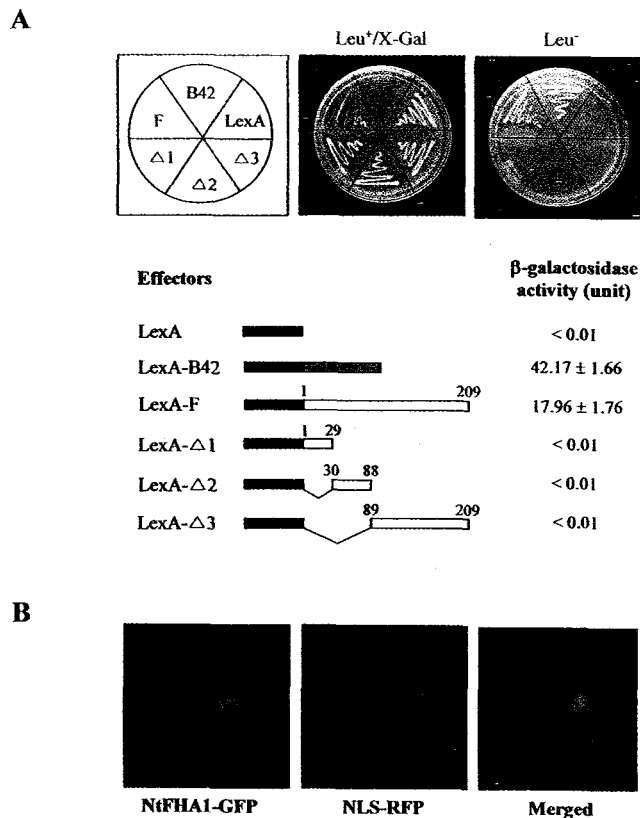 A
Leu⁺/X-Gal
Leu⁻
B42
F
LexA
△1
△3
△2
Effectors
β-galactosidase
activity (unit)
LexA
< 0.01
LexA-B42
42.17 ± 1.66
1
209
LexA-F
17.96 ± 1.76
1
29
LexA-△1
< 0.01
30
88
LexA-△2
< 0.01
89
209
LexA-△3
< 0.01
B
NtFHA1-GFP
NLS-RFP
Merged